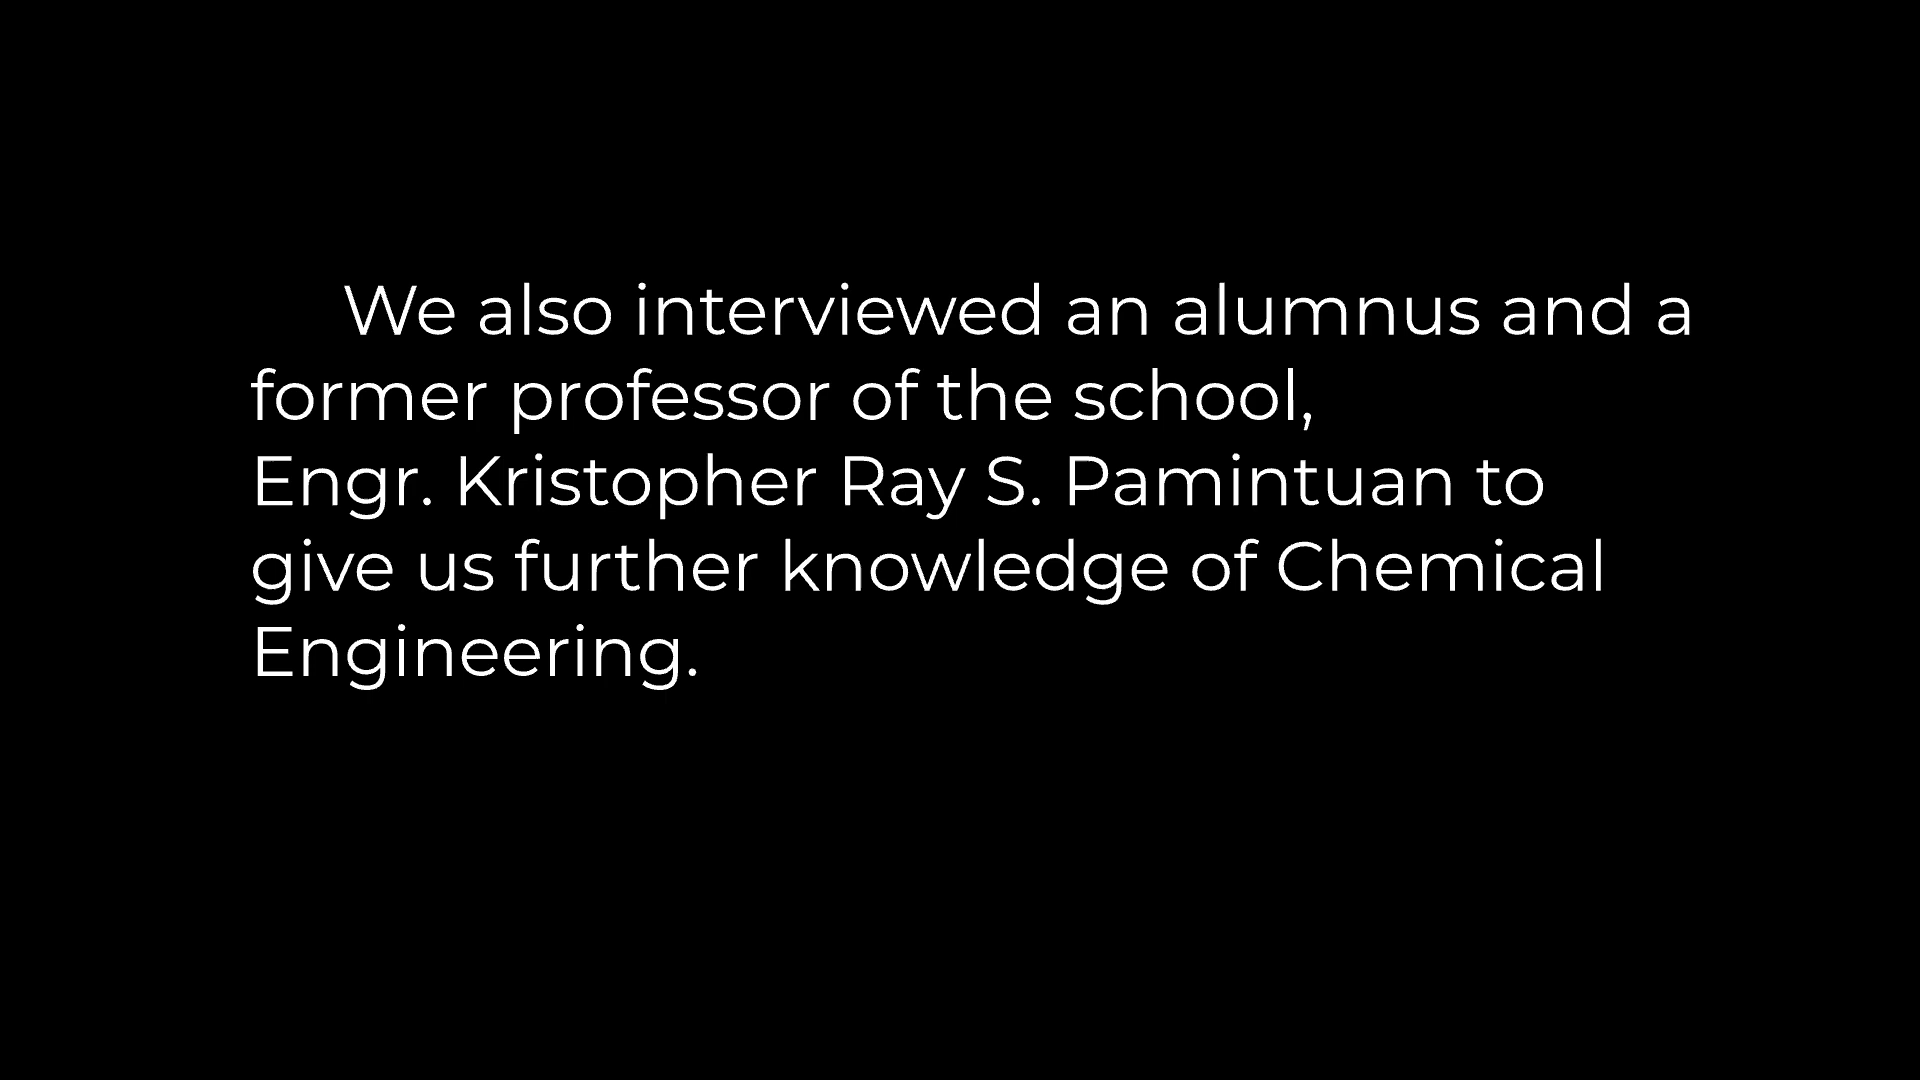 We also interviewed an alumnus and a
former professor of the school,
Engr. Kristopher Ray S. Pamintuan to
give us further knowledge of Chemical
Engineering.